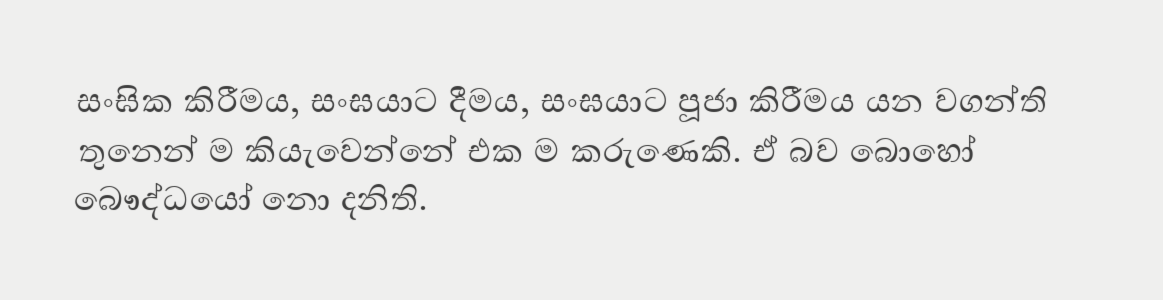 සංඝික කිරීමය, සංඝයාට දීමය, සංඝයාට පූජා කිරීමය යන වගන්ති
තුනෙන් ම කියැවෙන්නේ එක ම කරුණෙකි. ඒ බව බොහෝ
බෞද්ධයෝ නො දනිති.